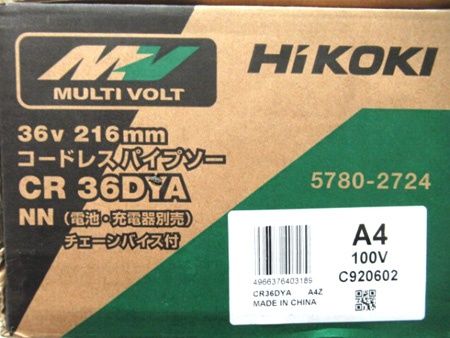 MV
MULTI VOLT
HiKOKI
36v 216mm
コードレスパイプソー
CR 36DYA
NN (電池・充電器別売)
チェーンバイス付
5780-2724
4966376403189
CR36DYA A4Z
MADE IN CHINA
A4
100V
C920602